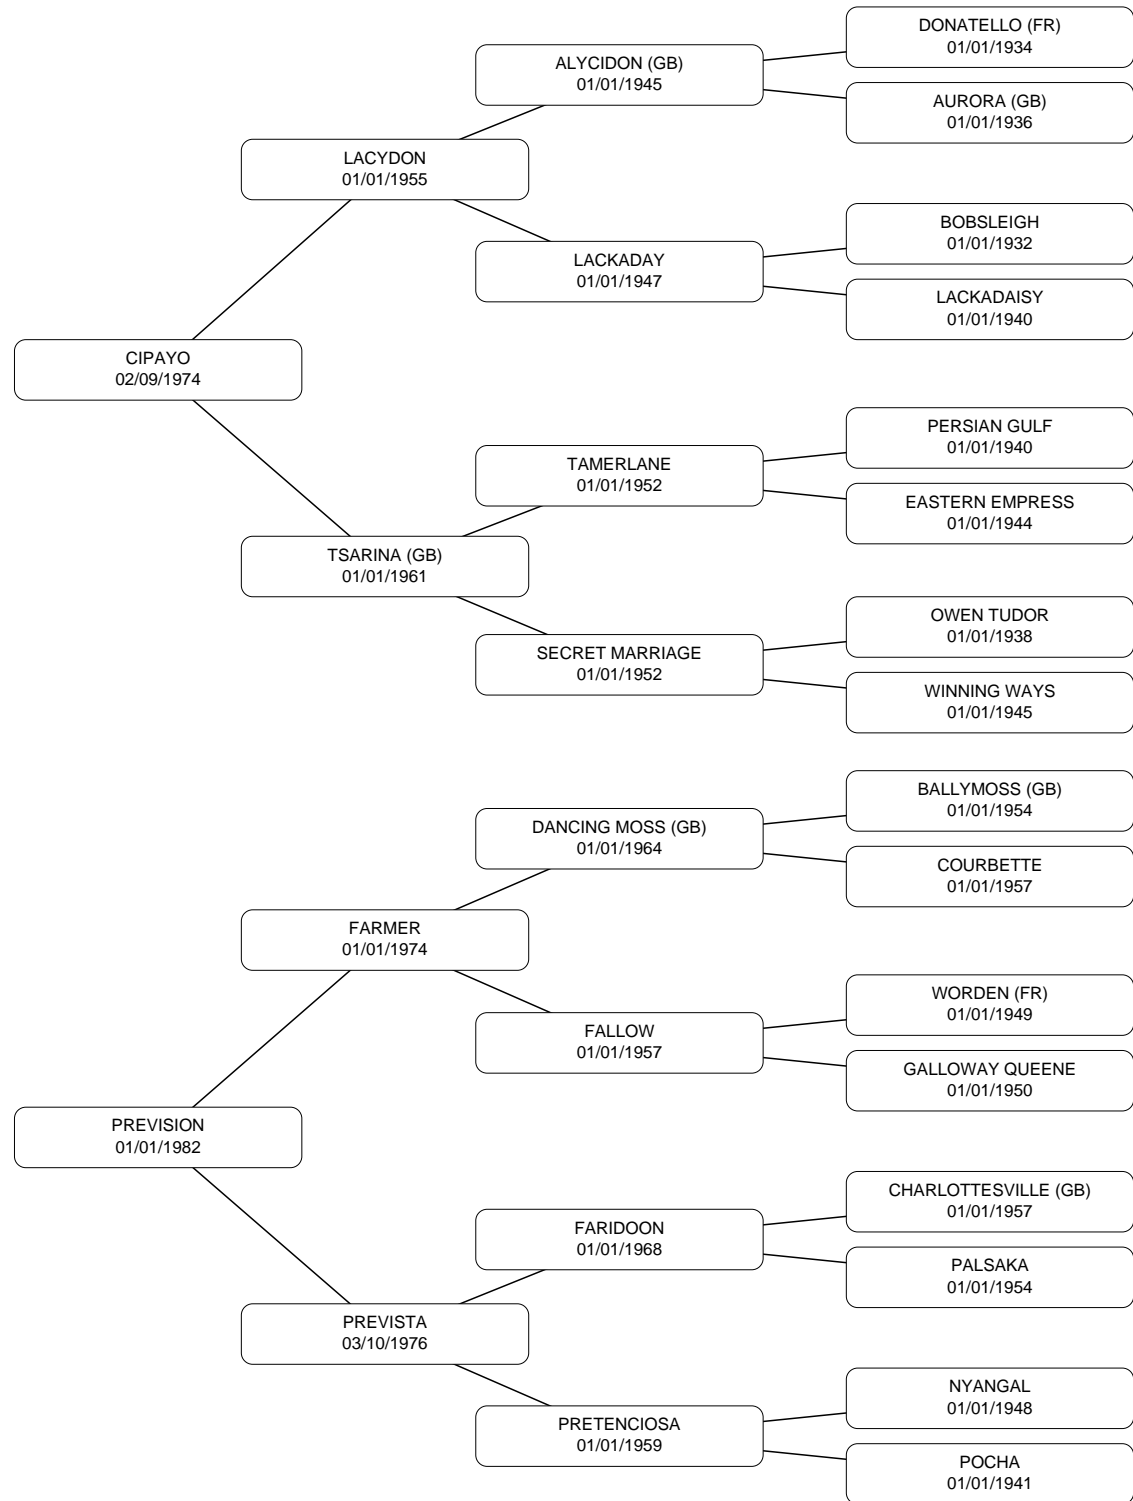 DONATELLO (FR)
01/01/1934
ALYCIDON (GB)
01/01/1945
AURORA (GB)
01/01/1936
LACYDON
01/01/1955
BOBSLEIGH
01/01/1932
LACKADAY
01/01/1947
LACKADAISY
01/01/1940
CIPAYO
02/09/1974
PERSIAN GULF
01/01/1940
TAMERLANE
01/01/1952
EASTERN EMPRESS
01/01/1944
TSARINA (GB)
01/01/1961
OWEN TUDOR
01/01/1938
SECRET MARRIAGE
01/01/1952
WINNING WAYS
01/01/1945
BALLYMOSS (GB)
01/01/1954
DANCING MOSS (GB)
01/01/1964
COURBETTE
01/01/1957
FARMER
01/01/1974
WORDEN (FR)
01/01/1949
FALLOW
01/01/1957
GALLOWAY QUEENE
01/01/1950
PREVISION
01/01/1982
CHARLOTTESVILLE (GB)
01/01/1957
FARIDOON
01/01/1968
PALSAKA
01/01/1954
PREVISTA
03/10/1976
NYANGAL
01/01/1948
PRETENCIOSA
01/01/1959
POCHA
01/01/1941